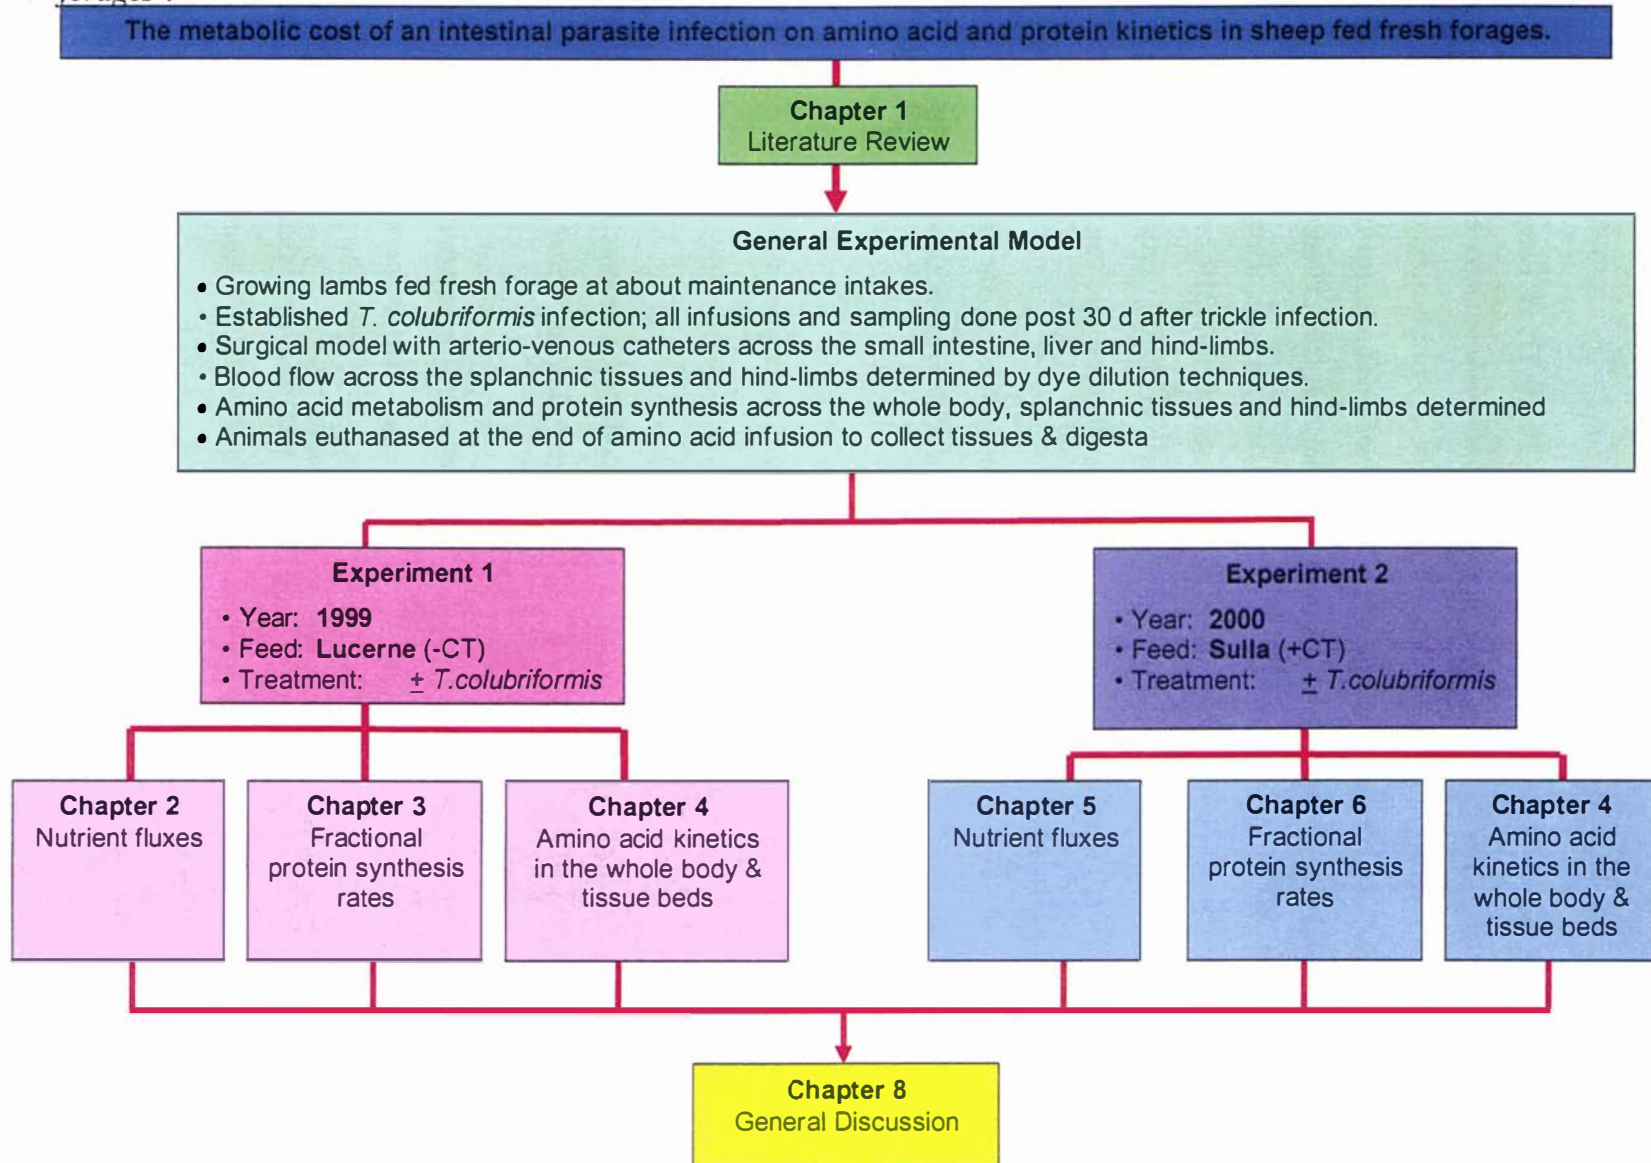 forages".
The metabolic cost of an intestinal parasite infection on amino acid and protein kinetics in sheep fed fresh forages.
Chapter 1
Literature Review
General Experimental Model
• Growing lambs fed fresh forage at about maintenance intakes.
• Established T. colubriformis infection; all infusions and sampling done post 30 d after trickle infection.
• Surgical model with arterio-venous catheters across the small intestine, liver and hind-limbs.
• Blood flow across the splanchnic tissues and hind-limbs determined by dye dilution techniques.
• Amino acid metabolism and protein synthesis across the whole body, splanchnic tissues and hind-limbs determined
• Animals euthanased at the end of amino acid infusion to collect tissues & digesta
Experiment 1
• Year: 1999
• Feed: Lucerne (-CT)
• Treatment: ± T.colubriformis
Experiment 2
• Year: 2000
• Feed: Sulla (+CT)
• Treatment: ± T.colubriformis
Chapter 2
Nutrient fluxes
Chapter 3
Fractional
protein synthesis
rates
Chapter 4
Amino acid kinetics
in the whole body &
tissue beds
Chapter 5
Nutrient fluxes
Chapter 6
Fractional
protein synthesis
rates
Chapter 4
Amino acid
kinetics in the
whole body &
tissue beds
Chapter 8
General Discussion